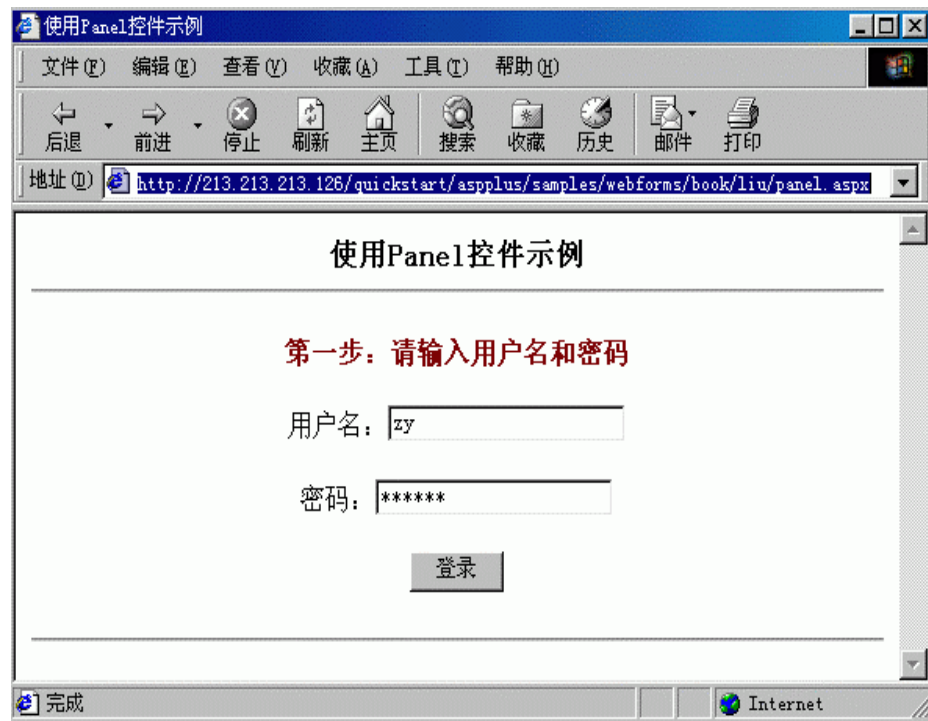 使用Panel控件示例
文件(F) 编辑(E) 查看(V) 收藏(A) 工具(T) 帮助(H)
后退 前进 停止 刷新 主页 搜索 收藏 历史 邮件 打印
地址(D) http://213.213.213.126/quickstart/aspplus/samples/webforms/book/liu/panel.aspx
使用Panel控件示例
第一步：请输入用户名和密码
用户名：zy
密码：******
登录
完成 Internet